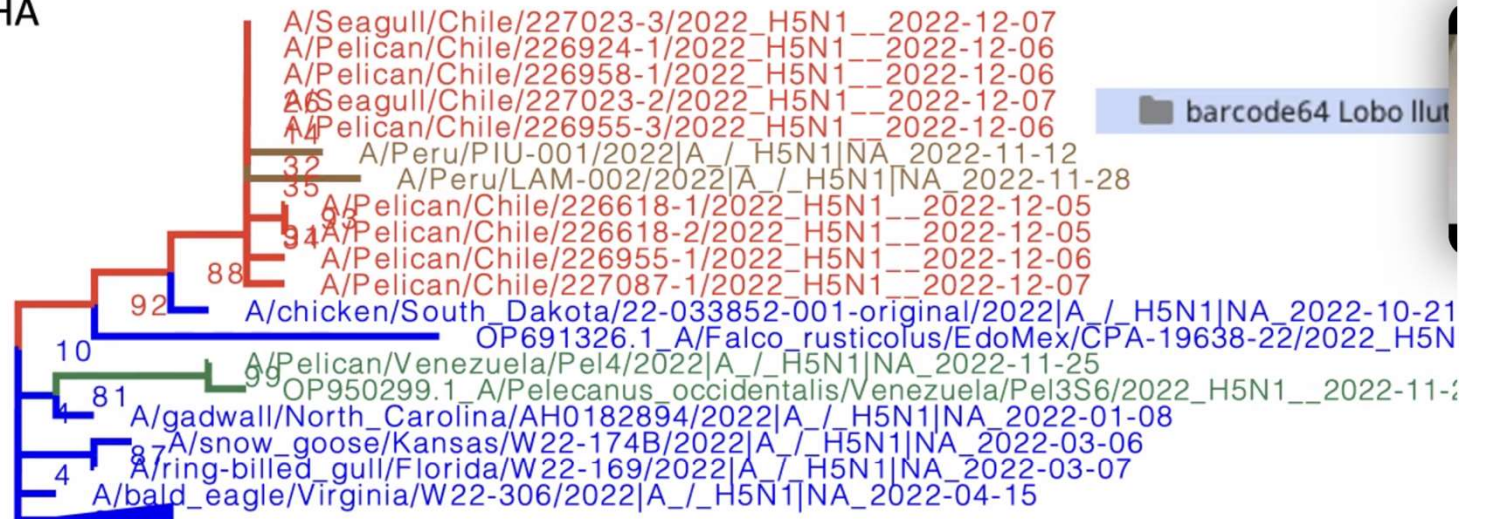 HA
A/Seagull/Chile/227023-3/2022_H5N1__2022-12-07
A/Pelican/Chile/226924-1/2022_H5N1__2022-12-06
A/Pelican/Chile/226958-1/2022_H5N1__2022-12-06
26
A/Seagull/Chile/227023-2/2022_H5N1__2022-12-07
barcode64 Lobo llut
14
A/Pelican/Chile/226955-3/2022_H5N1__2022-12-06
A/Peru/PIU-001/2022|A_/_H5N1|NA_2022-11-12
32
A/Peru/LAM-002/2022|A_/_H5N1|NA_2022-11-28
35
A/Pelican/Chile/226618-1/2022_H5N1__2022-12-05
93
A/Pelican/Chile/226618-2/2022_H5N1__2022-12-05
A/Pelican/Chile/226955-1/2022_H5N1__2022-12-06
88
A/Pelican/Chile/227087-1/2022_H5N1__2022-12-07
92
A/chicken/South_Dakota/22-033852-001-original/2022|A_/_H5N1|NA_2022-10-21
OP691326.1_A/Falco_rusticolus/EdoMex/CPA-19638-22/2022_H5N
10
A/Pelican/Venezuela/Pel4/2022|A_/_H5N1|NA_2022-11-25
99
OP950299.1_A/Pelecanus_occidentalis/Venezuela/Pel3S6/2022_H5N1__2022-11-2
81
4
A/gadwall/North_Carolina/AH0182894/2022|A_/_H5N1|NA_2022-01-08
A/snow_goose/Kansas/W22-174B/2022|A_/_H5N1|NA_2022-03-06
87
A/ring-billed_gull/Florida/W22-169/2022|A_/_H5N1|NA_2022-03-07
4
A/bald_eagle/Virginia/W22-306/2022|A_/_H5N1|NA_2022-04-15